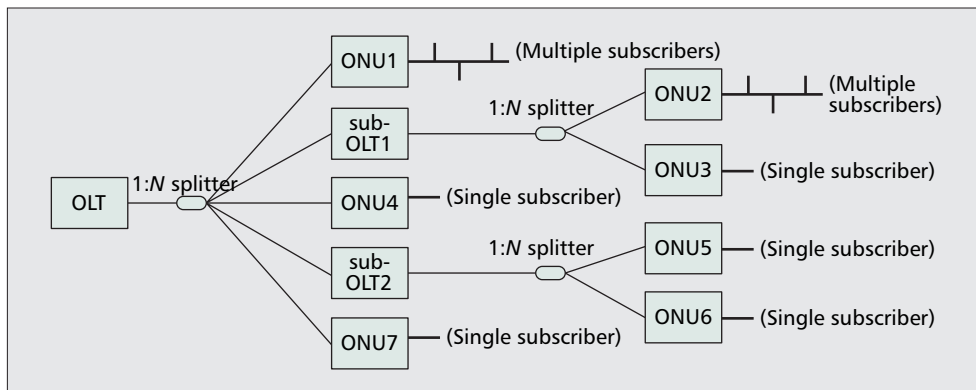 ONU1
(Multiple subscribers)
sub-
OLT1
1:N splitter
ONU2
(Multiple
subscribers)
ONU3
(Single subscriber)
OLT
1:N splitter
ONU4
(Single subscriber)
sub-
OLT2
1:N splitter
ONU5
(Single subscriber)
ONU6
(Single subscriber)
ONU7
(Single subscriber)